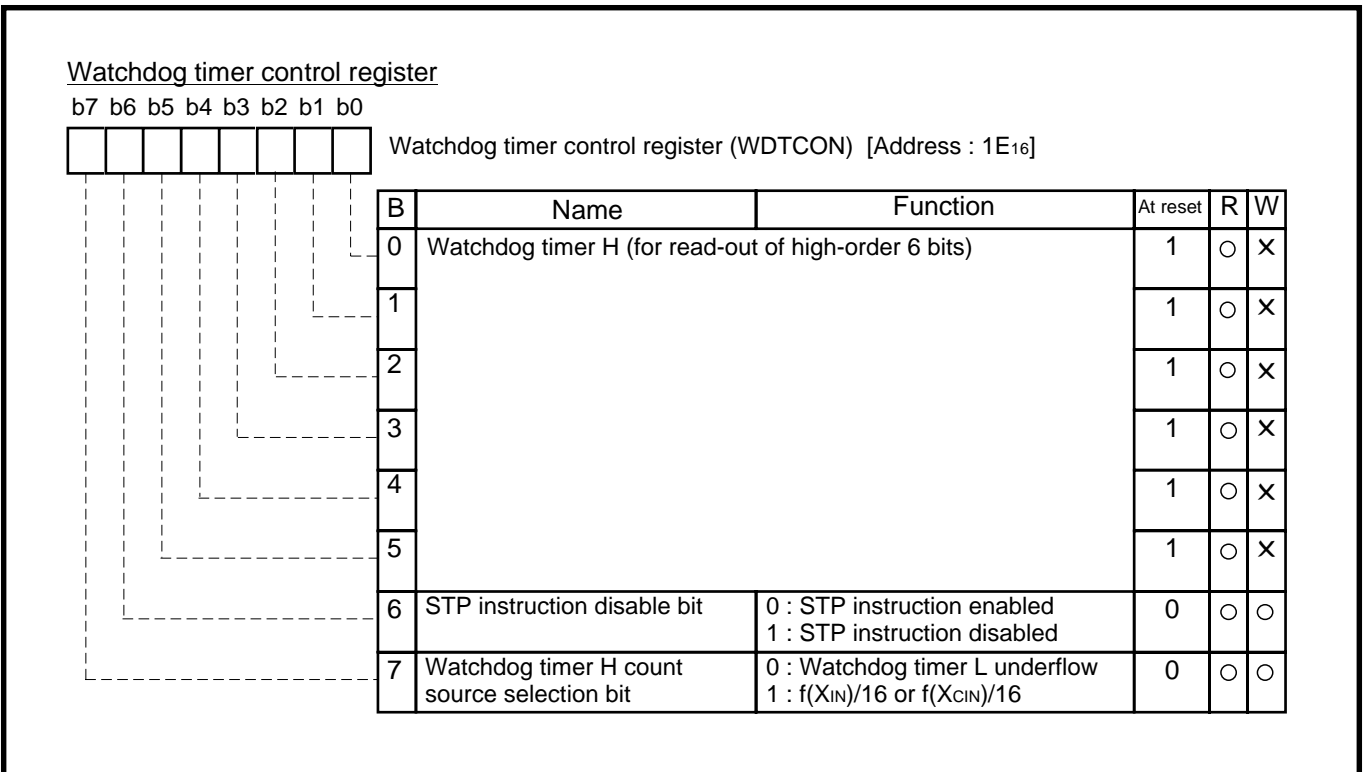 Watchdog timer control register
b7 b6 b5 b4 b3 b2 b1 b0
Watchdog timer control register (WDTCON) [Address : 1E16]
B Name Function At reset R W
0 Watchdog timer H (for read-out of high-order 6 bits) 1 ○ ×
1 1 ○ ×
2 1 ○ ×
3 1 ○ ×
4 1 ○ ×
5 1 ○ ×
6 STP instruction disable bit 0 : STP instruction enabled 0 ○ ○
1 : STP instruction disabled
7 Watchdog timer H count 0 : Watchdog timer L underflow 0 ○ ○
source selection bit 1 : f(XIN)/16 or f(XCIN)/16